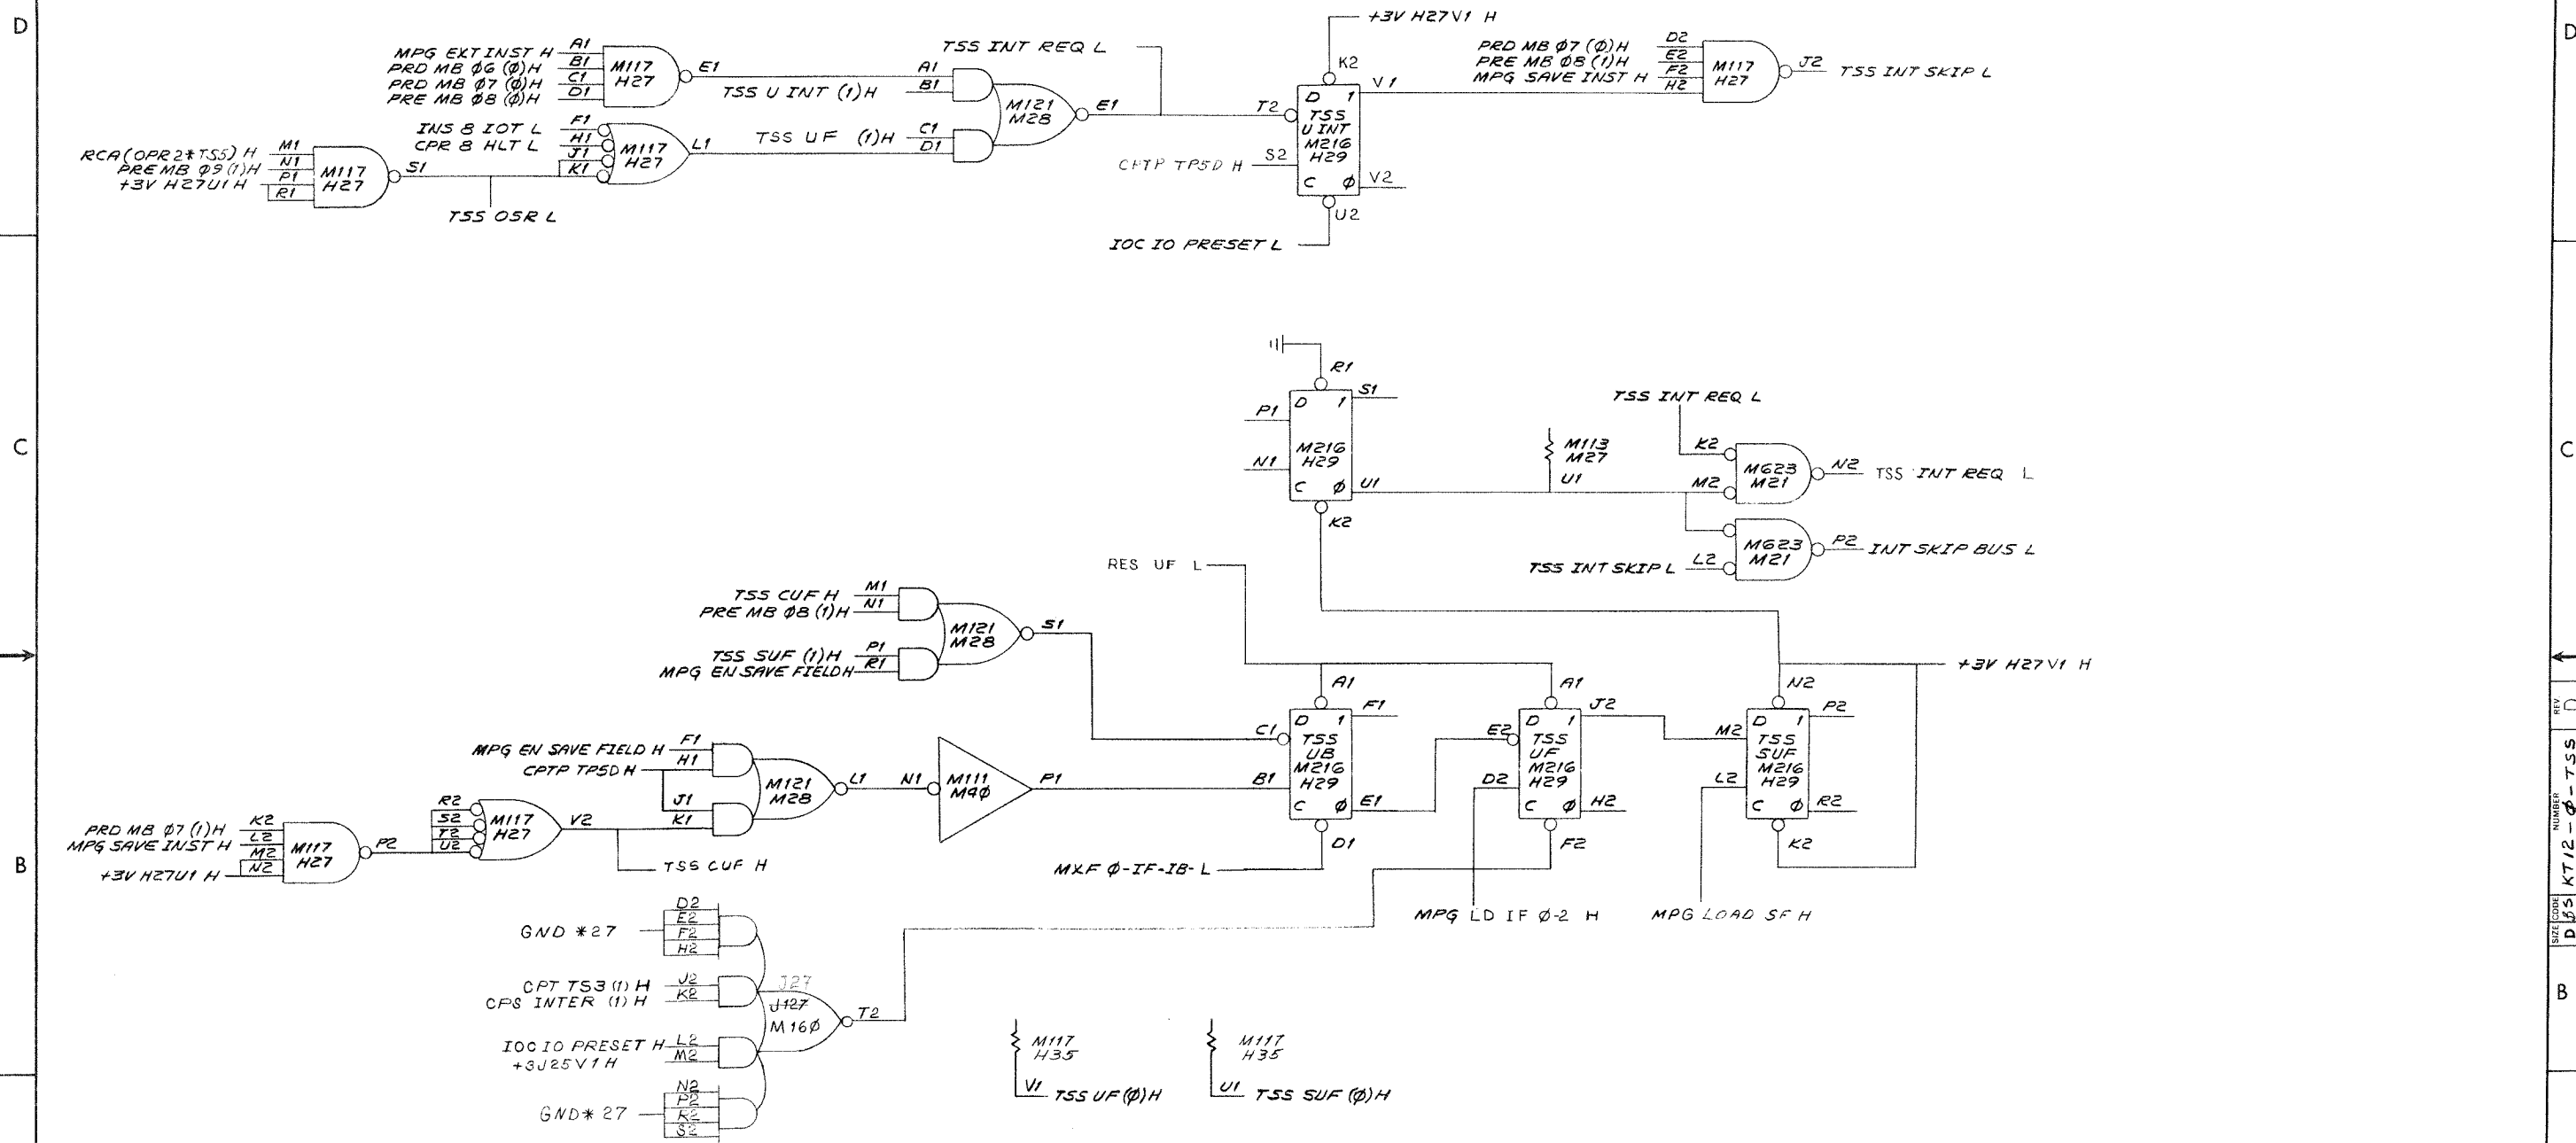 D
D
+3V H27V1 H
K2
MPG EXT INST H A1
PRD MB Ø6 (Ø)H B1
PRD MB Ø7 (Ø)H C1
PRE MB Ø8 (Ø)H D1
M117
H27
E1
TSS INT REQ L
A1
TSS U INT (1)H B1
M121
M28
E1
TSS UF (1)H C1
D1
INS 8 IOT L F1
H1
CPR 8 HLT L J1
K1
M117
H27
L1
RCA(OPR2*TS5) H M1
PRE MB Ø9 (1)H N1
+3V H27U1 H P1
R1
M117
H27
S1
TSS OSR L
T2
D 1
TSS
U INT
M216
H29
C Ø
V1
V2
CPTP TP5D H S2
U2
IOC IO PRESET L
PRD MB Ø7 (Ø)H D2
PRE MB Ø8 (1)H E2
MPG SAVE INST H F2
H2
M117
H27
J2 TSS INT SKIP L
C
C
R1
P1
N1
D 1
M216
H29
C Ø
S1
U1
K2
M113
M27
U1
TSS INT REQ L
K2
M2
M623
M21
N2 TSS INT REQ L
M623
M21
P2 INT SKIP BUS L
TSS INT SKIP L L2
RES UF L
TSS CUF H M1
PRE MB Ø8 (1)H N1
TSS SUF (1)H P1
MPG EN SAVE FIELD H R1
M121
M28
S1
+3V H27V1 H
A1
C1
B1
D 1
TSS
UB
M216
H29
C Ø
F1
E1
D1
MXF Ø-IF-IB-L
A1
E2
D2
D 1
TSS
UF
M216
H29
C Ø
J2
H2
F2
MPG LD IF Ø-2 H
N2
M2
L2
D 1
TSS
SUF
M216
H29
C Ø
P2
R2
K2
MPG LOAD SF H
MPG EN SAVE FIELD H F1
CPTP TP5D H H1
J1
K1
M121
M28
L1
N1
M111
M4Ø
P1
PRD MB Ø7 (1)H K2
MPG SAVE INST H L2
M2
+3V H27U1 H N2
M117
H27
P2
R2
S2
T2
U2
M117
H27
V2
TSS CUF H
B
B
GND *27
D2
E2
F2
H2
CPT TS3 (1) H J2
CPS INTER (1) H K2
J27
J127
M16Ø
T2
IOC IO PRESET H L2
+3J25V1 H M2
GND* 27
N2
P2
R2
S2
M117
H35
V1 TSS UF (Ø)H
M117
H35
U1 TSS SUF (Ø)H
SIZE D
CODE BS
NUMBER KT12-Ø-TSS
REV D